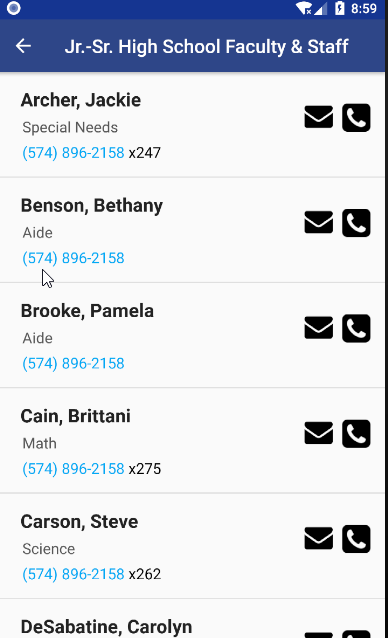 8:59
Jr.-Sr. High School Faculty & Staff
Archer, Jackie
Special Needs
(574) 896-2158 x247
Benson, Bethany
Aide
(574) 896-2158
Brooke, Pamela
Aide
(574) 896-2158
Cain, Brittani
Math
(574) 896-2158 x275
Carson, Steve
Science
(574) 896-2158 x262
DeSabatine, Carolyn